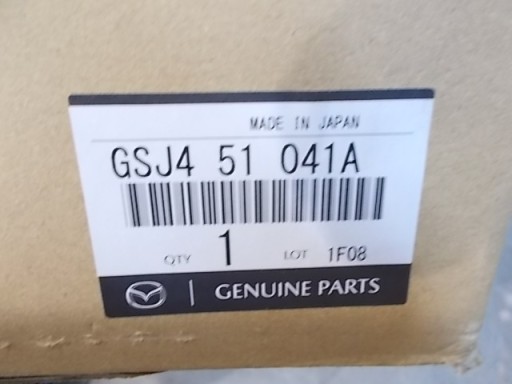 MADE IN JAPAN
GSJ4 51 041A
QTY 1 LOT 1F08
GENUINE PARTS